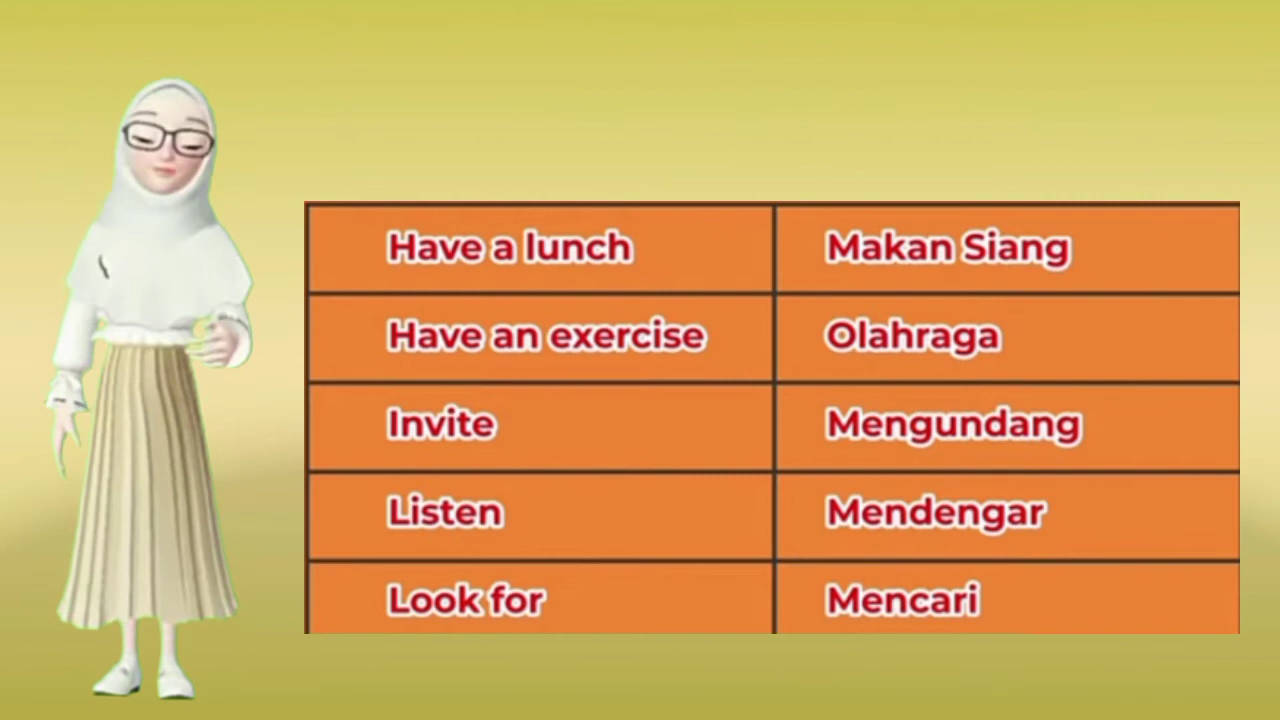 Have a lunch Makan Siang
Have an exercise Olahraga
Invite Mengundang
Listen Mendengar
Look for Mencari